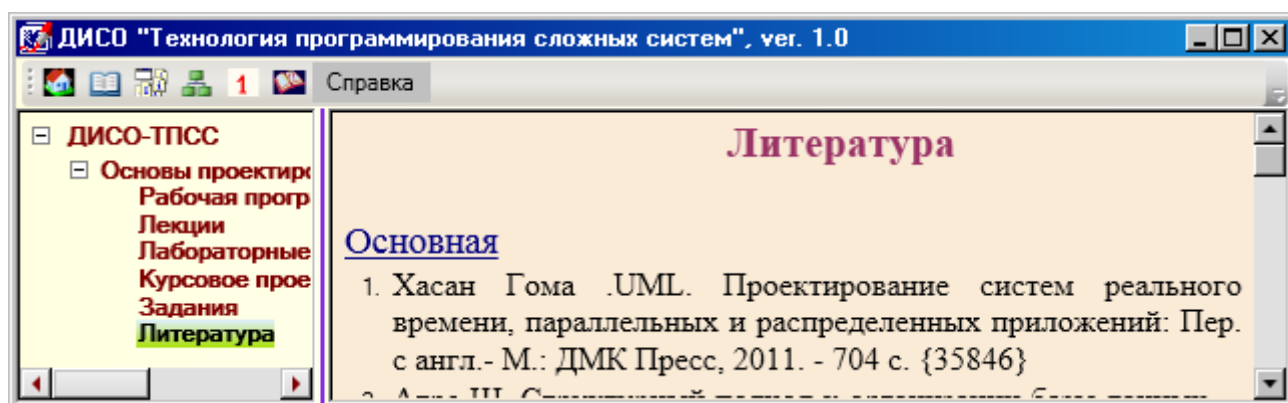 ДИСО "Технология программирования сложных систем", ver. 1.0
1 Справка
ДИСО-ТПСС
Основы проектиро
Рабочая прогр
Лекции
Лабораторные
Курсовое прое
Задания
Литература
Литература
Основная
1. Хасан Гома .UML. Проектирование систем реального
времени, параллельных и распределенных приложений: Пер.
с англ.- М.: ДМК Пресс, 2011. - 704 с. {35846}